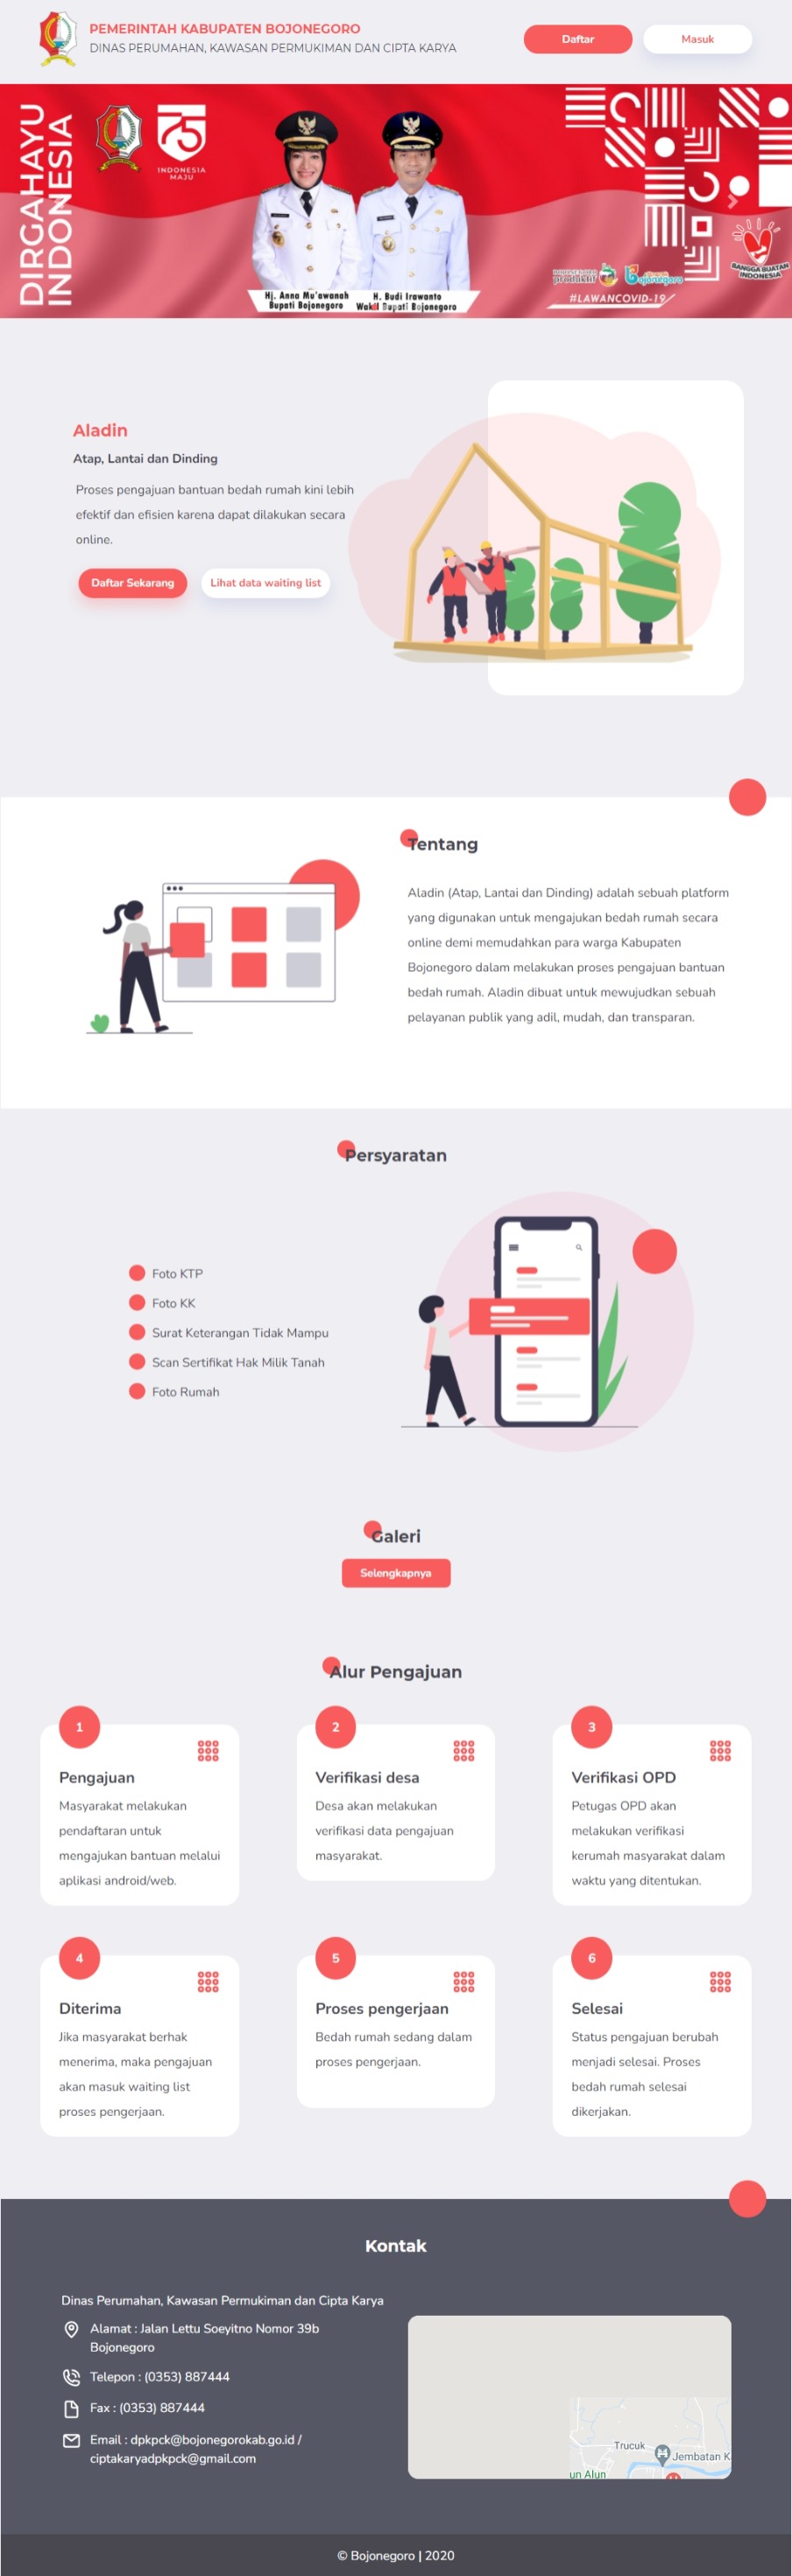 PEMERINTAH KABUPATEN BOJONEGORO
DINAS PERUMAHAN, KAWASAN PERMUKIMAN DAN CIPTA KARYA
Daftar
Masuk
DIRGAHAYU
INDONESIA
75
INDONESIA
MAJU
Hj. Anna Mu'awanah
Bupati Bojonegoro
H. Budi Irawanto
Wakil Bupati Bojonegoro
produktif
Bojonegoro
#LAWANCOVID-19
BANGGA BUATAN
INDONESIA
Aladin
Atap, Lantai dan Dinding
Proses pengajuan bantuan bedah rumah kini lebih
efektif dan efisien karena dapat dilakukan secara
online.
Daftar Sekarang
Lihat data waiting list
Tentang
Aladin (Atap, Lantai dan Dinding) adalah sebuah platform
yang digunakan untuk mengajukan bedah rumah secara
online demi memudahkan para warga Kabupaten
Bojonegoro dalam melakukan proses pengajuan bantuan
bedah rumah. Aladin dibuat untuk mewujudkan sebuah
pelayanan publik yang adil, mudah, dan transparan.
Persyaratan
Foto KTP
Foto KK
Surat Keterangan Tidak Mampu
Scan Sertifikat Hak Milik Tanah
Foto Rumah
Galeri
Selengkapnya
Alur Pengajuan
1
Pengajuan
Masyarakat melakukan
pendaftaran untuk
mengajukan bantuan melalui
aplikasi android/web.
2
Verifikasi desa
Desa akan melakukan
verifikasi data pengajuan
masyarakat.
3
Verifikasi OPD
Petugas OPD akan
melakukan verifikasi
kerumah masyarakat dalam
waktu yang ditentukan.
4
Diterima
Jika masyarakat berhak
menerima, maka pengajuan
akan masuk waiting list
proses pengerjaan.
5
Proses pengerjaan
Bedah rumah sedang dalam
proses pengerjaan.
6
Selesai
Status pengajuan berubah
menjadi selesai. Proses
bedah rumah selesai
dikerjakan.
Kontak
Dinas Perumahan, Kawasan Permukiman dan Cipta Karya
Alamat : Jalan Lettu Soeyitno Nomor 39b
Bojonegoro
Telepon : (0353) 887444
Fax : (0353) 887444
Email : dpkpck@bojonegorokab.go.id /
ciptakaryadpkpck@gmail.com
Trucuk
Jembatan K
un Alun
© Bojonegoro | 2020